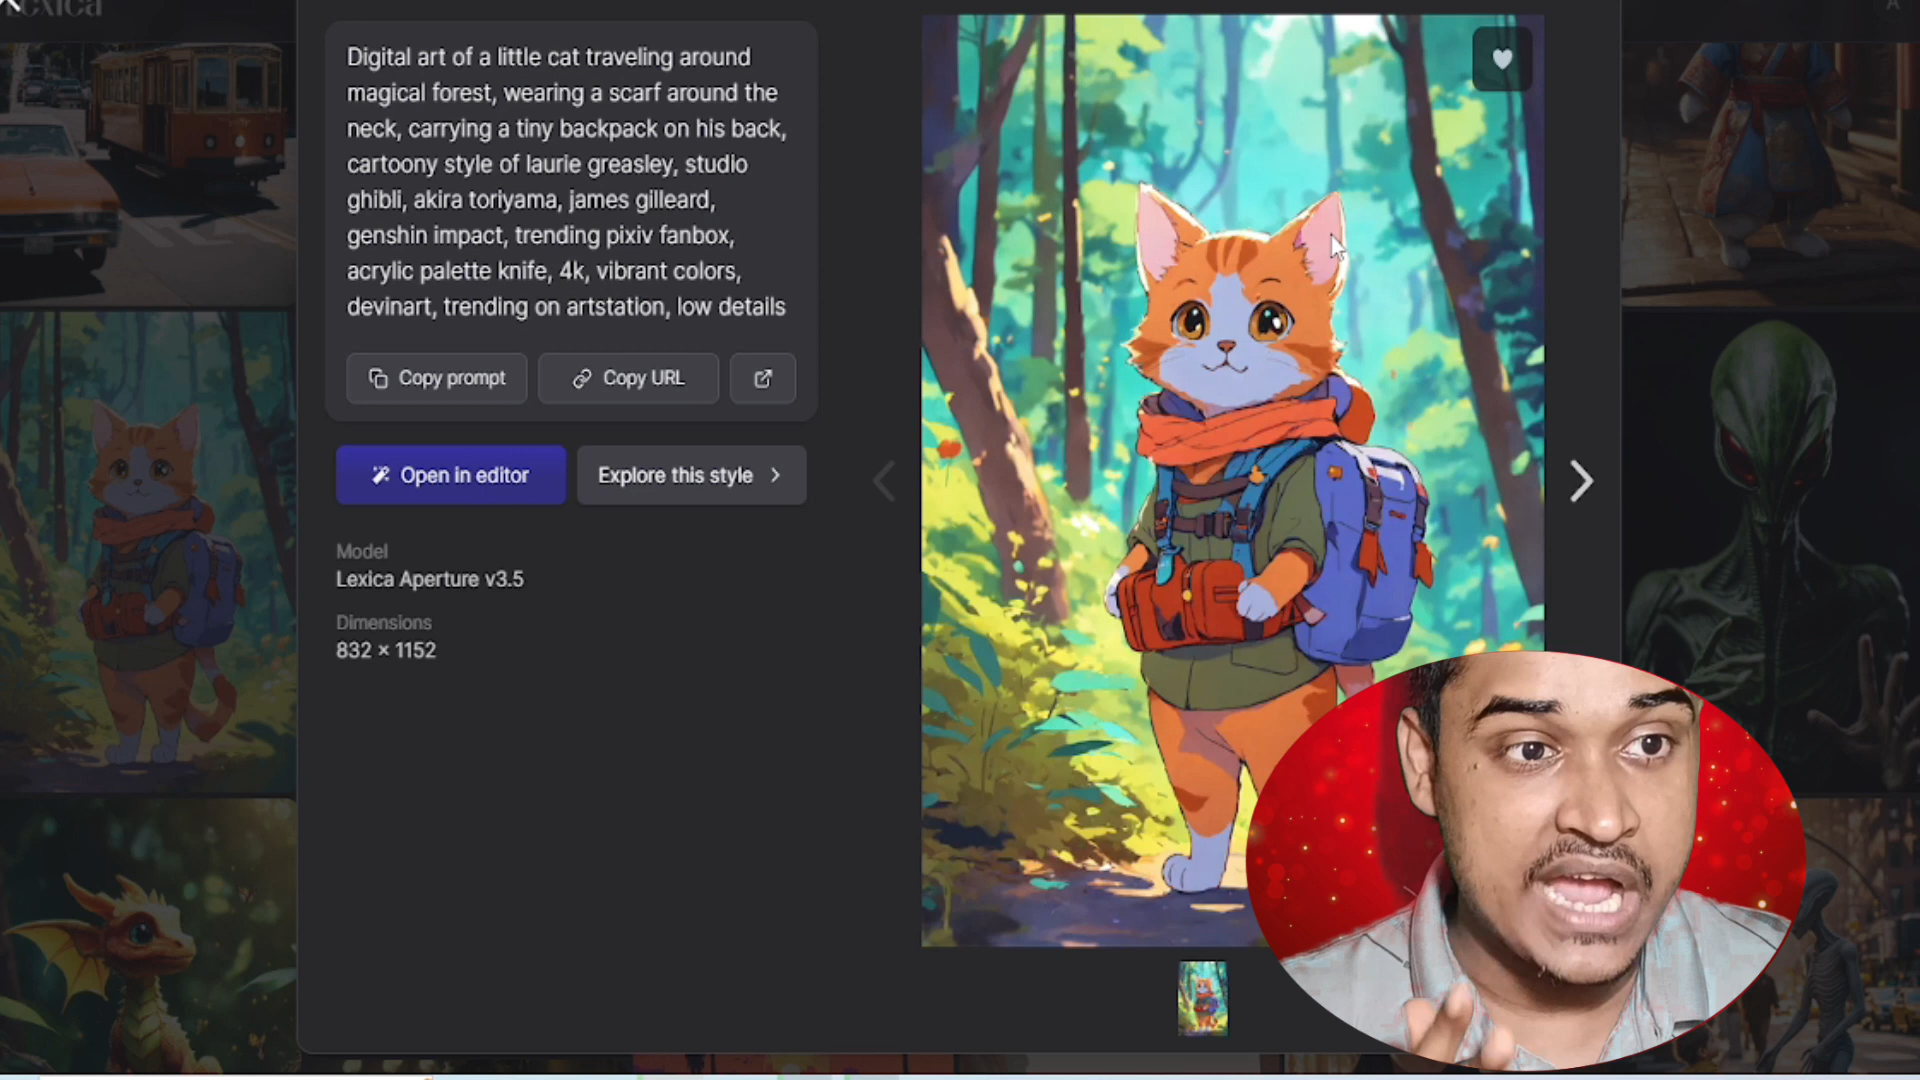 Lexica
Digital art of a little cat traveling around
magical forest, wearing a scarf around the
neck, carrying a tiny backpack on his back,
cartoony style of laurie greasley, studio
ghibli, akira toriyama, james gilleard,
genshin impact, trending pixiv fanbox,
acrylic palette knife, 4k, vibrant colors,
devinart, trending on artstation, low details
Copy prompt
Copy URL
Open in editor
Explore this style
Model
Lexica Aperture v3.5
Dimensions
832 × 1152